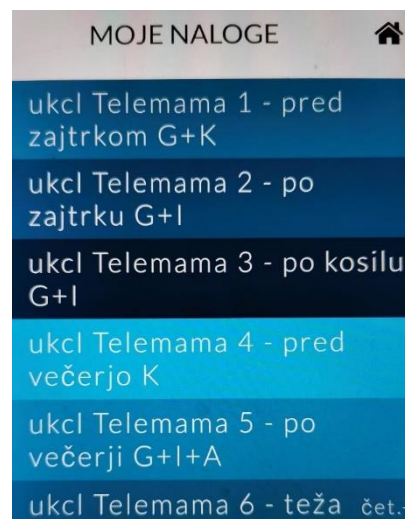 MOJE NALOGE
ukcl Telemama 1 - pred
zajtrkom G+K
ukcl Telemama 2 - po
zajtrku G+I
ukcl Telemama 3 - po kosilu
G+I
ukcl Telemama 4 - pred
večerjo K
ukcl Telemama 5 - po
večerji G+I+A
ukcl Telemama 6 - teža čet.-